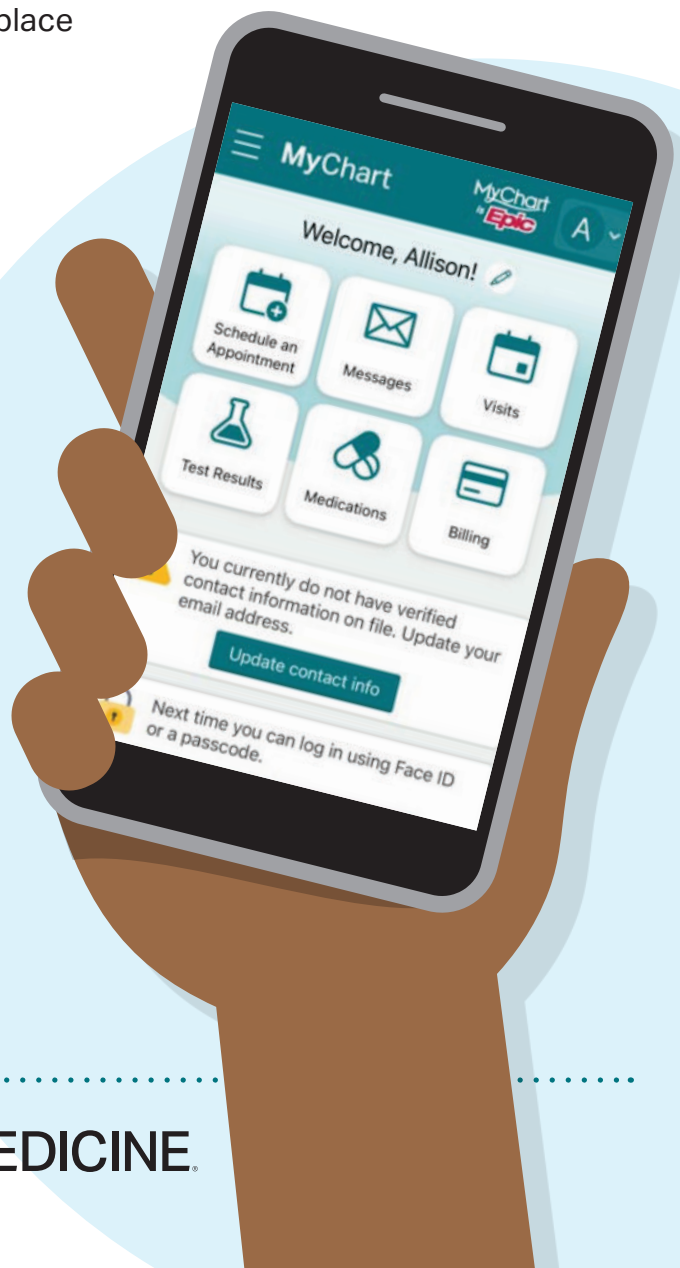 place
MyChart
MyChart
by Epic
A
Welcome, Allison!
Schedule an
Appointment
Messages
Visits
Test Results
Medications
Billing
You currently do not have verified
contact information on file. Update your
email address.
Update contact info
Next time you can log in using Face ID
or a passcode.
EDICINE®